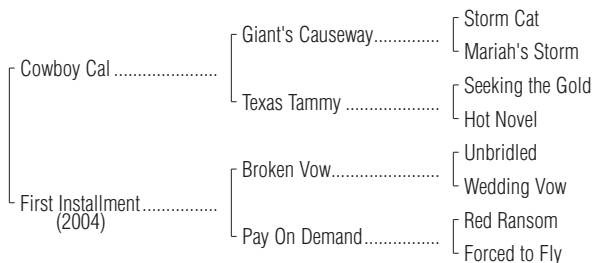 Storm Cat
Giant's Causeway..............
Mariah's Storm
Cowboy Cal ......................
Seeking the Gold
Texas Tammy ....................
Hot Novel
Unbridled
Broken Vow.......................
Wedding Vow
First Installment................
(2004)
Red Ransom
Pay On Demand................
Forced to Fly